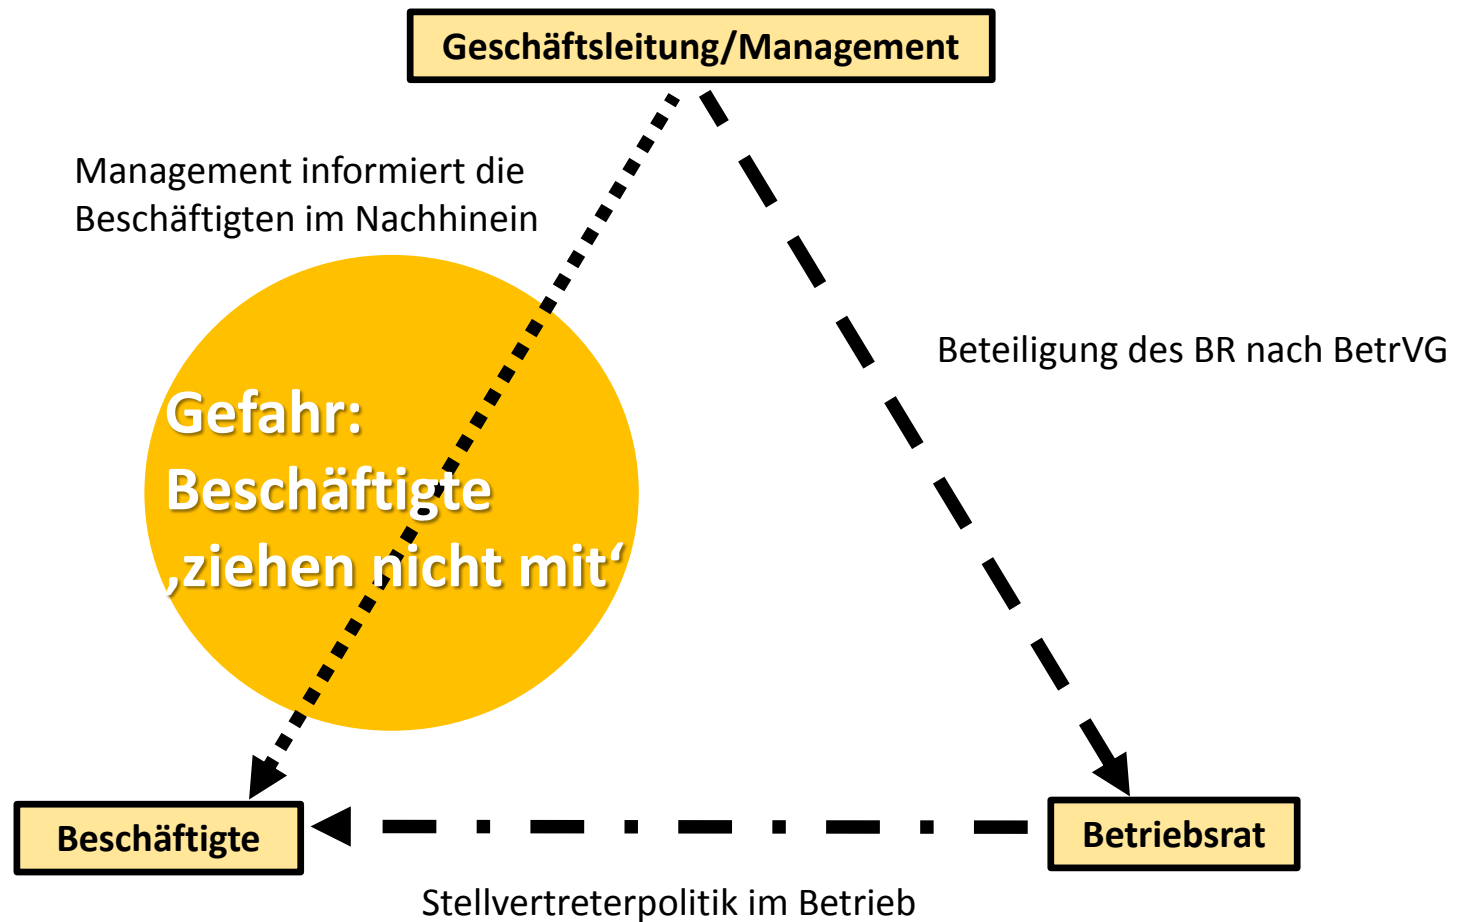 Geschäftsleitung/Management
Management informiert die
Beschäftigten im Nachhinein
Beteiligung des BR nach BetrVG
Gefahr:
Beschäftigte
‚ziehen nicht mit‘
Beschäftigte
Betriebsrat
Stellvertreterpolitik im Betrieb